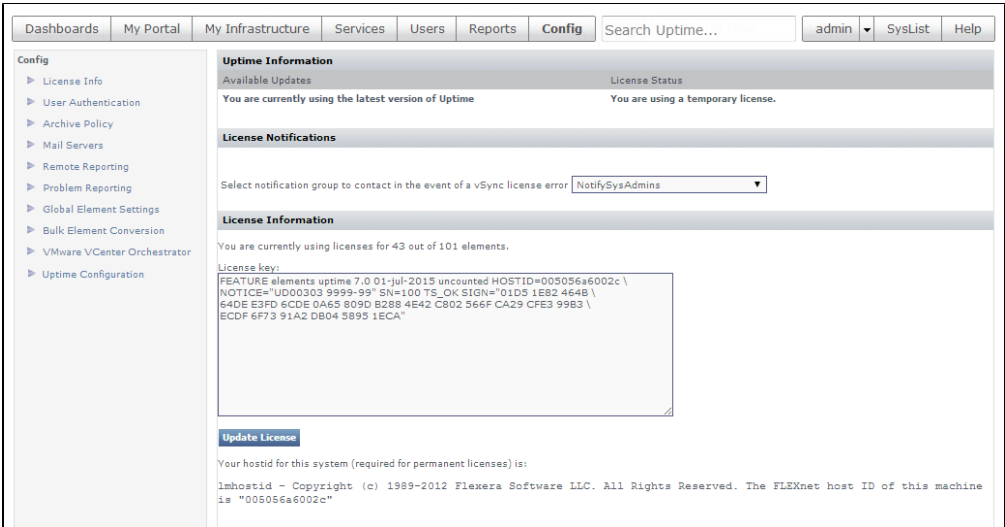 Dashboards My Portal My Infrastructure Services Users Reports Config Search Uptime... admin SysList Help
Config
License Info
User Authentication
Archive Policy
Mail Servers
Remote Reporting
Problem Reporting
Global Element Settings
Bulk Element Conversion
VMware VCenter Orchestrator
Uptime Configuration
Uptime Information
Available Updates License Status
You are currently using the latest version of Uptime You are using a temporary license.
License Notifications
Select notification group to contact in the event of a vSync license error NotifySysAdmins
License Information
You are currently using licenses for 43 out of 101 elements.
License key:
FEATURE elements uptime 7.0 01-jul-2015 uncounted HOSTID=005056a6002c \
NOTICE="UD00303 9999-99" SN=100 TS_OK SIGN="01D5 1E82 464B \
64DE E3FD 6CDE 0A65 809D B288 4E42 C802 566F CA29 CFE3 99B3 \
ECDF 6F73 91A2 DB04 5895 1ECA"
Update License
Your hostid for this system (required for permanent licenses) is:
lmhostid - Copyright (c) 1989-2012 Flexera Software LLC. All Rights Reserved. The FLEXnet host ID of this machine
is "005056a6002c"